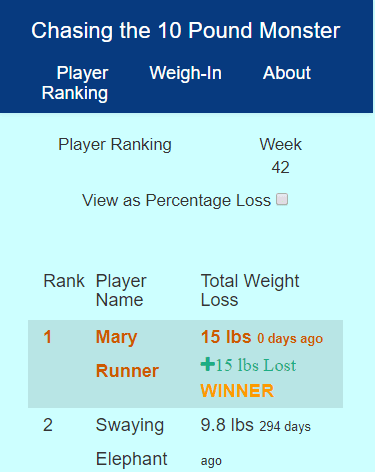 Chasing the 10 Pound Monster
Player Ranking Weigh-In About
Player Ranking Week 42
View as Percentage Loss
Rank Player Name Total Weight Loss
1 Mary Runner 15 lbs 0 days ago
+15 lbs Lost
WINNER
2 Swaying Elephant 9.8 lbs 294 days ago